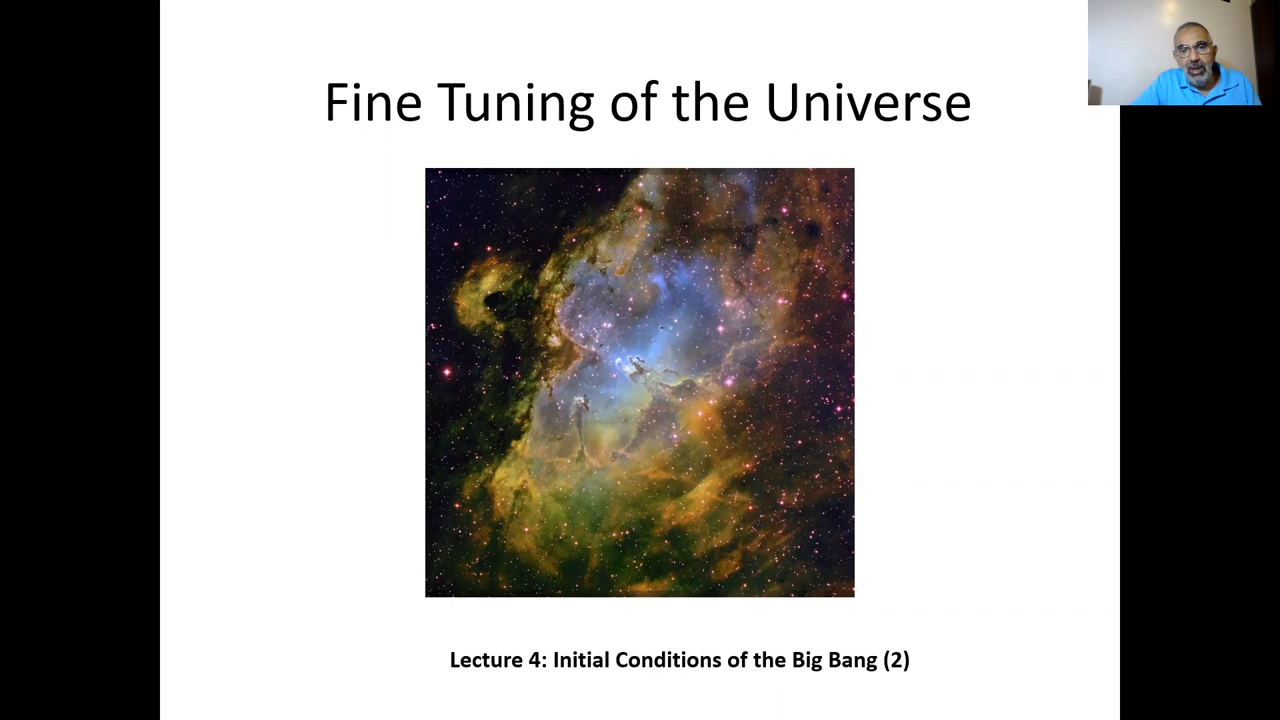 Fine Tuning of the Universe
Lecture 4: Initial Conditions of the Big Bang (2)